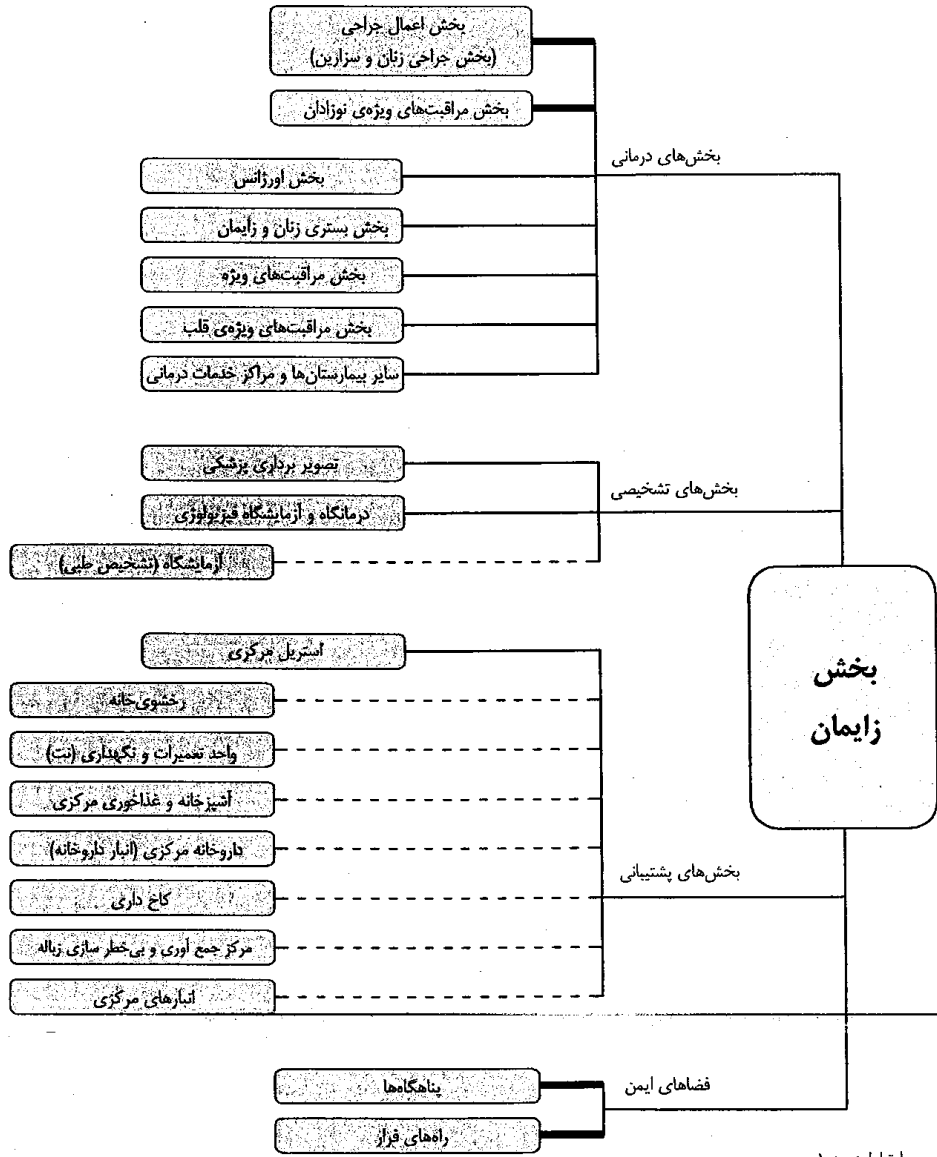 بخش اعمال جراحی
(بخش جراحی زنان و سزارین)
بخش مراقبت‌های ویژه‌ی نوزادان
بخش‌های درمانی
بخش اورژانس
بخش بستری زنان و زایمان
بخش مراقبت‌های ویژه
بخش مراقبت‌های ویژه‌ی قلب
سایر بیمارستان‌ها و مراکز خدمات درمانی
تصویر برداری پزشکی
بخش‌های تشخیصی
درمانگاه و آزمایشگاه فیزیولوژی
آزمایشگاه (تشخیص طبی)
بخش
زایمان
استریل مرکزی
رختشوی‌خانه
واحد تعمیرات و نگهداری (نت)
آشپزخانه و غذاخوری مرکزی
داروخانه مرکزی (انبار داروخانه)
بخش‌های پشتیبانی
کاخ داری
مرکز جمع آوری و بی‌خطر سازی زباله
انبارهای مرکزی
فضاهای ایمن
پناهگاه‌ها
راه‌های فرار